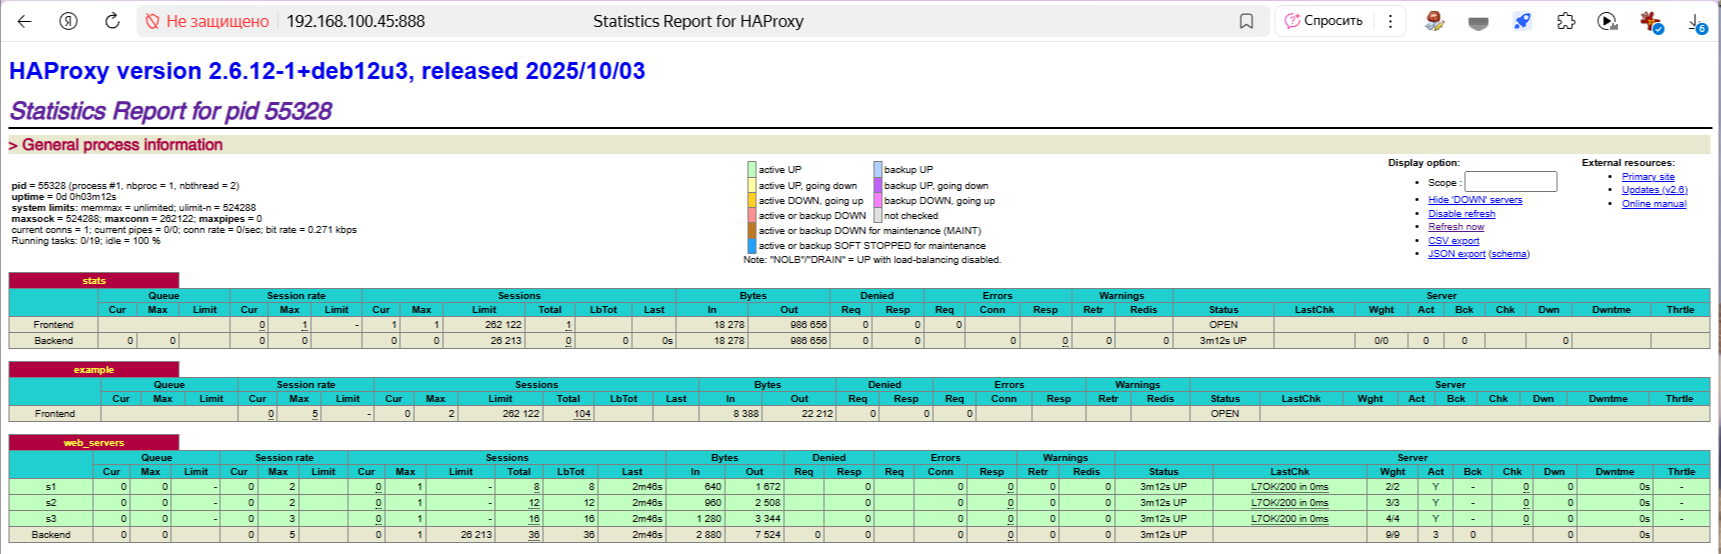 Не защищено 192.168.100.45:888 Statistics Report for HAProxy Спросить 6
HAProxy version 2.6.12-1+deb12u3, released 2025/10/03
Statistics Report for pid 55328
> General process information
pid = 55328 (process #1, nbproc = 1, nbthread = 2)
uptime = 0d 0h03m12s
system limits: memmax = unlimited; ulimit-n = 524288
maxsock = 524288; maxconn = 262122; maxpipes = 0
current conns = 1; current pipes = 0/0; conn rate = 0/sec; bit rate = 0.271 kbps
Running tasks: 0/19; idle = 100 %
active UP backup UP
active UP, going down backup UP, going down
active DOWN, going up backup DOWN, going up
active or backup DOWN not checked
active or backup DOWN for maintenance (MAINT)
active or backup SOFT STOPPED for maintenance
Note: "NOLB"/"DRAIN" = UP with load-balancing disabled.
Display option:
Scope :
Hide 'DOWN' servers
Disable refresh
Refresh now
CSV export
JSON export (schema)
External resources:
Primary site
Updates (v2.6)
Online manual
stats
Queue Session rate Sessions Bytes Denied Errors Warnings Server
Cur Max Limit Cur Max Limit Cur Max Limit Total LbTot Last In Out Req Resp Req Conn Resp Retr Redis Status LastChk Wght Act Bck Chk Dwn Dwntme Thrtle
Frontend 0 1 - 1 1 262 122 1 18 278 986 656 0 0 0 OPEN
Backend 0 0 0 0 0 0 26 213 0 0 0s 18 278 986 656 0 0 0 0 0 0 3m12s UP 0/0 0 0 0
example
Queue Session rate Sessions Bytes Denied Errors Warnings Server
Cur Max Limit Cur Max Limit Cur Max Limit Total LbTot Last In Out Req Resp Req Conn Resp Retr Redis Status LastChk Wght Act Bck Chk Dwn Dwntme Thrtle
Frontend 0 5 - 0 2 262 122 104 8 388 22 212 0 0 0 OPEN
web_servers
Queue Session rate Sessions Bytes Denied Errors Warnings Server
Cur Max Limit Cur Max Limit Cur Max Limit Total LbTot Last In Out Req Resp Req Conn Resp Retr Redis Status LastChk Wght Act Bck Chk Dwn Dwntme Thrtle
s1 0 0 - 0 2 0 1 - 8 8 2m46s 640 1 672 0 0 0 0 0 3m12s UP L7OK/200 in 0ms 2/2 Y - 0 0 0s -
s2 0 0 - 0 2 0 1 - 12 12 2m46s 960 2 508 0 0 0 0 0 3m12s UP L7OK/200 in 0ms 3/3 Y - 0 0 0s -
s3 0 0 - 0 3 0 1 - 16 16 2m46s 1 280 3 344 0 0 0 0 0 3m12s UP L7OK/200 in 0ms 4/4 Y - 0 0 0s -
Backend 0 0 0 5 0 1 26 213 36 36 2m46s 2 880 7 524 0 0 0 0 0 0 3m12s UP 9/9 3 0 0 0s